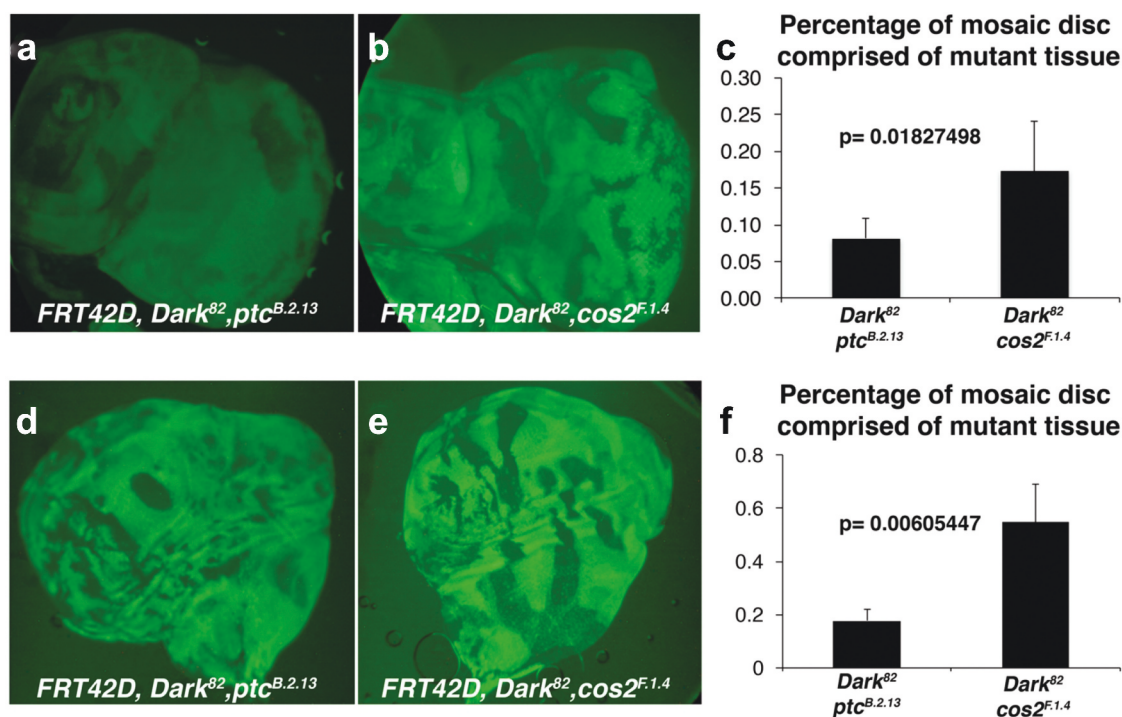 a
FRT42D, Dark82,ptcB.2.13
b
FRT42D, Dark82,cos2F.1.4
c
Percentage of mosaic disc
comprised of mutant tissue
0.30
0.25
0.20
0.15
0.10
0.05
0.00
p= 0.01827498
Dark82
ptcB.2.13
Dark82
cos2F.1.4
d
FRT42D, Dark82,ptcB.2.13
e
FRT42D, Dark82,cos2F.1.4
f
Percentage of mosaic disc
comprised of mutant tissue
0.8
0.6
0.4
0.2
0
p= 0.00605447
Dark82
ptcB.2.13
Dark82
cos2F.1.4